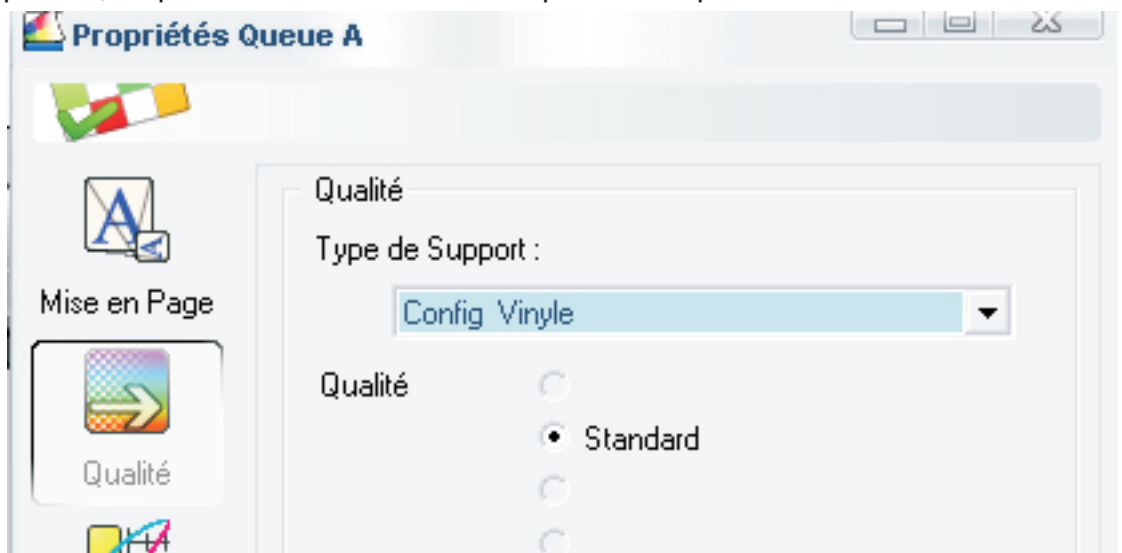 Propriétés Queue A
Qualité
Type de Support :
Mise en Page
Config Vinyle
Qualité
Standard
Qualité